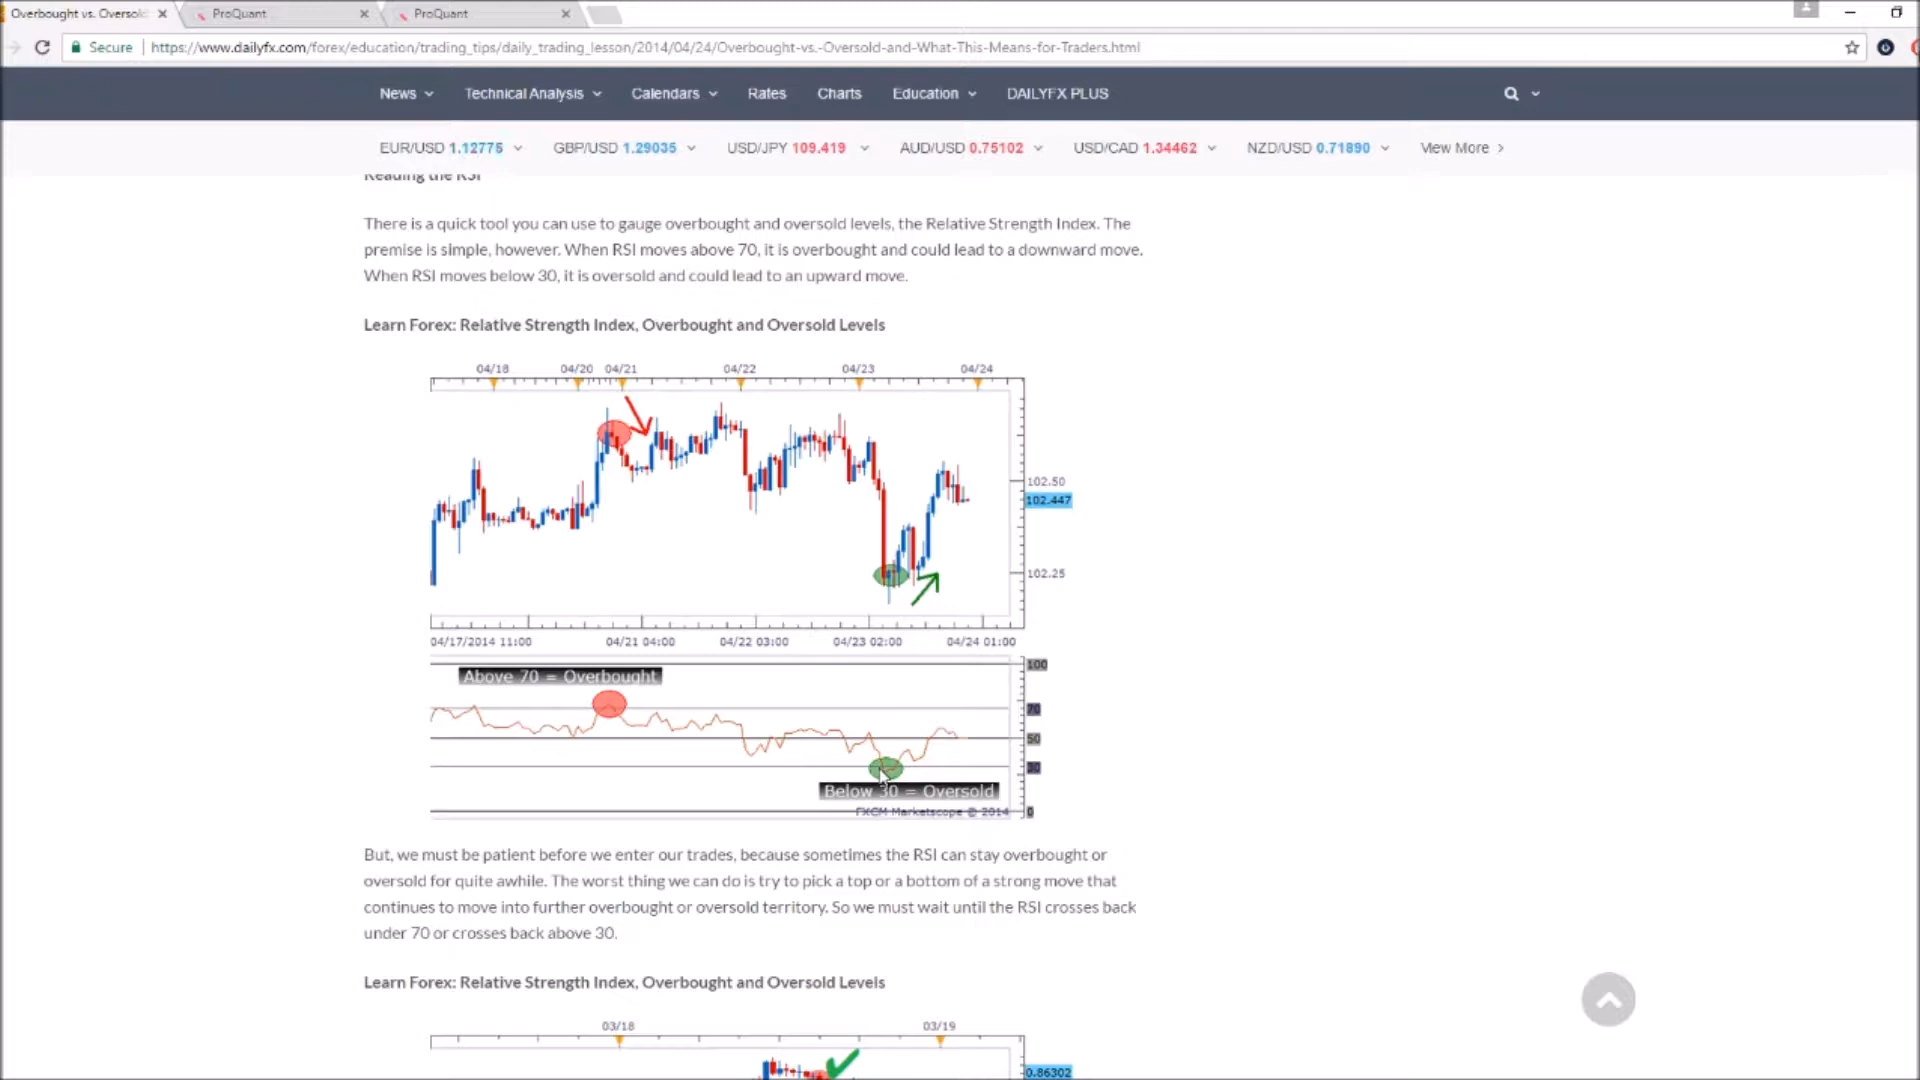 Overbought vs. Oversol
ProQuant
ProQuant
Secure
https://www.dailyfx.com/forex/education/trading_tips/daily_trading_lesson/2014/04/24/Overbought-vs.-Oversold-and-What-This-Means-for-Traders.html
News Technical Analysis Calendars Rates Charts Education DAILYFX PLUS
EUR/USD 1.12775 GBP/USD 1.29035 USD/JPY 109.419 AUD/USD 0.75102 USD/CAD 1.34462 NZD/USD 0.71890 View More
Reading the RSI
There is a quick tool you can use to gauge overbought and oversold levels, the Relative Strength Index. The
premise is simple, however. When RSI moves above 70, it is overbought and could lead to a downward move.
When RSI moves below 30, it is oversold and could lead to an upward move.
Learn Forex: Relative Strength Index, Overbought and Oversold Levels
04/18 04/20 04/21 04/22 04/23 04/24
102.50
102.447
102.25
04/17/2014 11:00 04/21 04:00 04/22 03:00 04/23 02:00 04/24 01:00
100
Above 70 = Overbought
70
50
30
Below 30 = Oversold
FXCM Marketscope © 2014
0
But, we must be patient before we enter our trades, because sometimes the RSI can stay overbought or
oversold for quite awhile. The worst thing we can do is try to pick a top or a bottom of a strong move that
continues to move into further overbought or oversold territory. So we must wait until the RSI crosses back
under 70 or crosses back above 30.
Learn Forex: Relative Strength Index, Overbought and Oversold Levels
03/18 03/19
0.86302